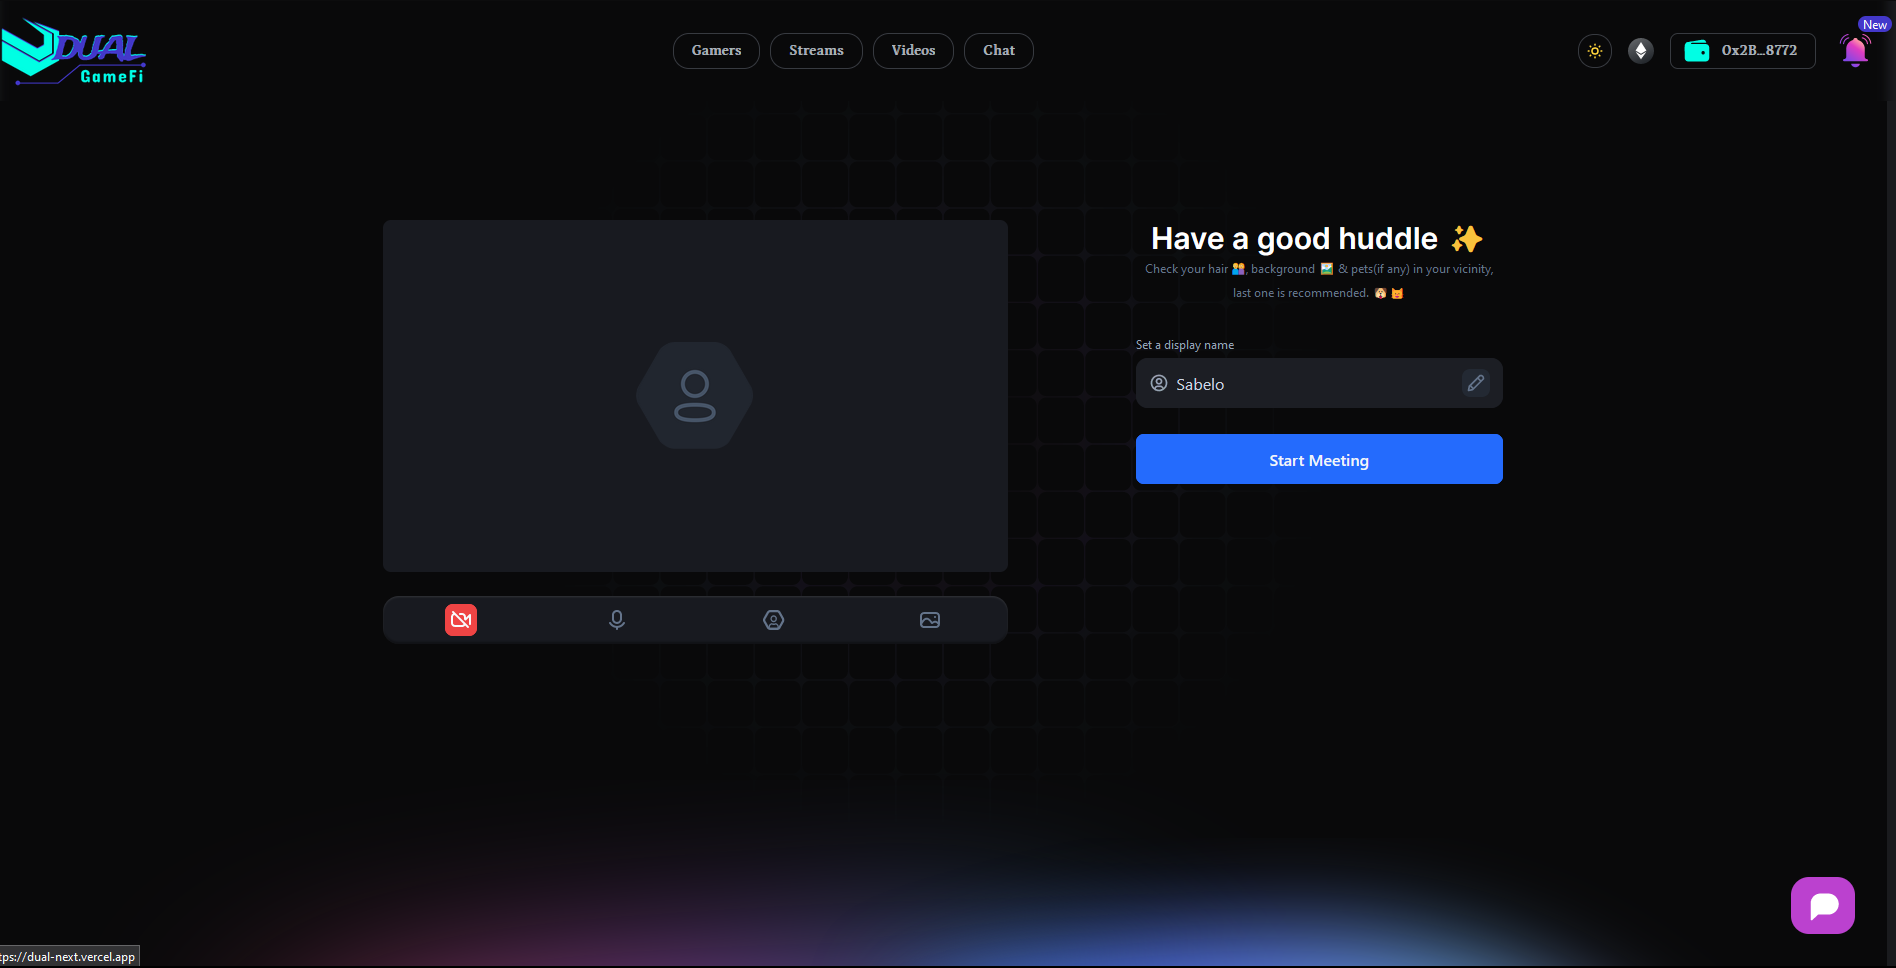 DUAL
GameFi
Gamers
Streams
Videos
Chat
0x2B...8772
New
Have a good huddle ✨
Check your hair 👫, background 🖼️ & pets(if any) in your vicinity,
last one is recommended. 🐶 😺
Set a display name
Sabelo
Start Meeting
tps://dual-next.vercel.app